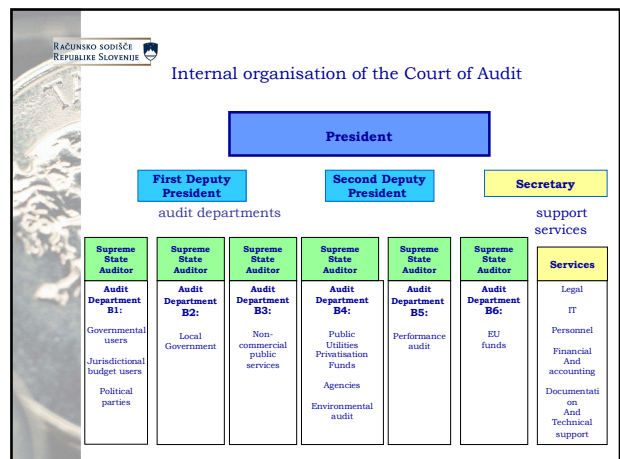 RAČUNSKO SODIŠČE
REPUBLIKE SLOVENIJE
Internal organisation of the Court of Audit
President
First Deputy
President
Second Deputy
President
Secretary
audit departments
support
services
Supreme
State
Auditor
Audit
Department
B1:
Governmental
users
Jurisdictional
budget users
Political
parties
Supreme
State
Auditor
Audit
Department
B2:
Local
Government
Supreme
State
Auditor
Audit
Department
B3:
Non-
commercial
public
services
Supreme
State
Auditor
Audit
Department
B4:
Public
Utilities
Privatisation
Funds
Agencies
Environmental
audit
Supreme
State
Auditor
Audit
Department
B5:
Performance
audit
Supreme
State
Auditor
Audit
Department
B6:
EU
funds
Services
Legal
IT
Personnel
Financial
And
accounting
Documentati
on
And
Technical
support